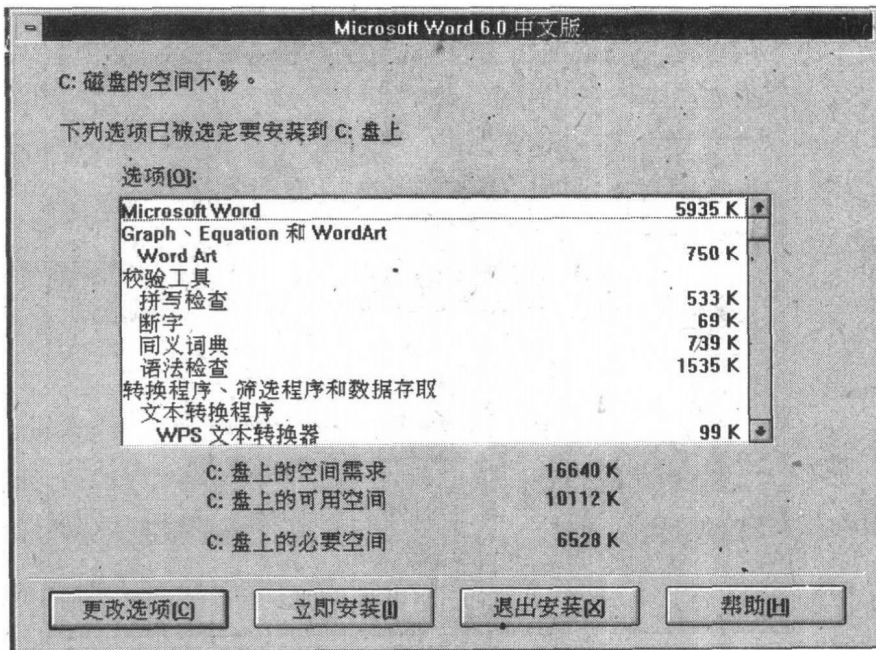 Microsoft Word 6.0 中文版
C: 磁盘的空间不够。
下列选项已被选定要安装到 C: 盘上
选项(O):
Microsoft Word 5935 K
Graph、Equation 和 WordArt
Word Art 750 K
校验工具
拼写检查 533 K
断字 69 K
同义词典 739 K
语法检查 1535 K
转换程序、筛选程序和数据存取
文本转换程序
WPS 文本转换器 99 K
C: 盘上的空间需求 16640 K
C: 盘上的可用空间 10112 K
C: 盘上的必要空间 6528 K
更改选项(C) 立即安装(I) 退出安装(X) 帮助(H)